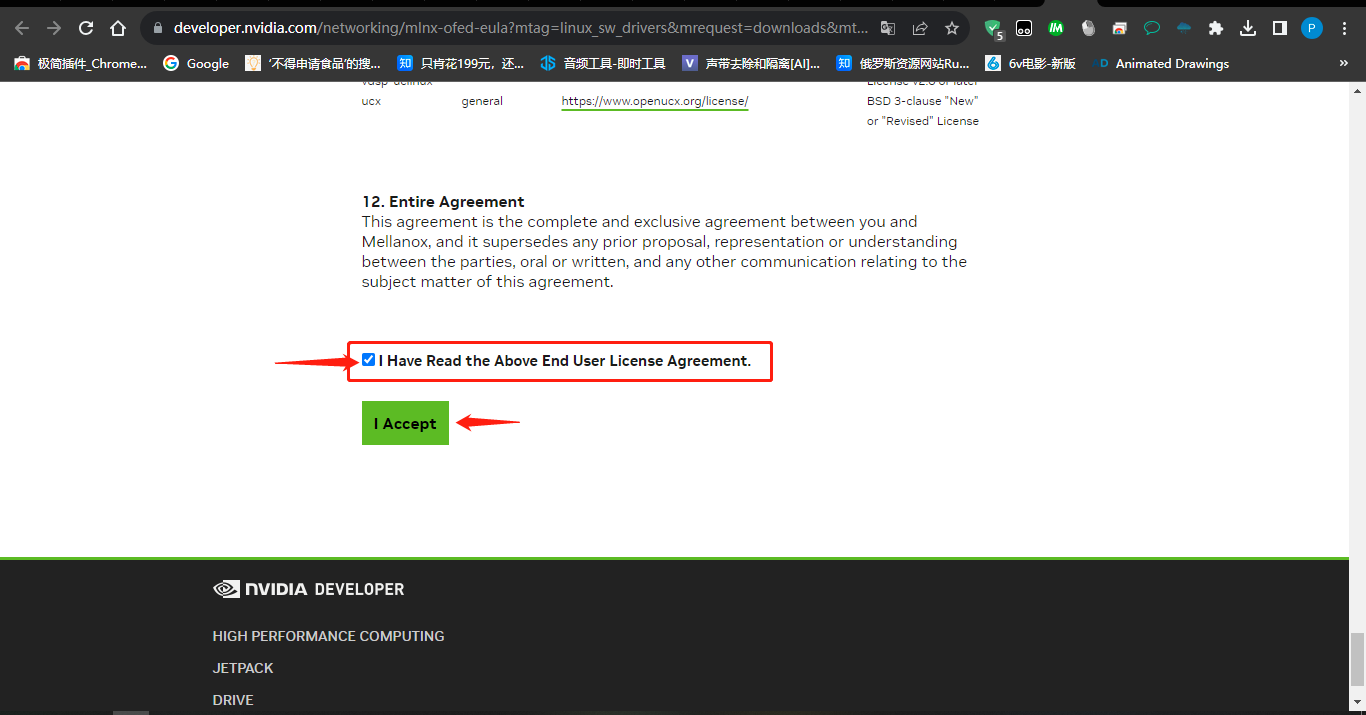 developer.nvidia.com/networking/mlnx-ofed-eula?mtag=linux_sw_drivers&mrequest=downloads&mt...
5
P
极简插件_Chrome... Google '不得申请食品'的搜... 知 只肯花199元，还... 音频工具-即时工具 V 声带去除和隔离[AI]... 知 俄罗斯资源网站Ru... 6v电影-新版 D Animated Drawings »
License v2.0 or later
ucx general https://www.openucx.org/license/ BSD 3-clause "New"
or "Revised" License
12. Entire Agreement
This agreement is the complete and exclusive agreement between you and
Mellanox, and it supersedes any prior proposal, representation or understanding
between the parties, oral or written, and any other communication relating to the
subject matter of this agreement.
I Have Read the Above End User License Agreement.
I Accept
NVIDIA DEVELOPER
HIGH PERFORMANCE COMPUTING
JETPACK
DRIVE